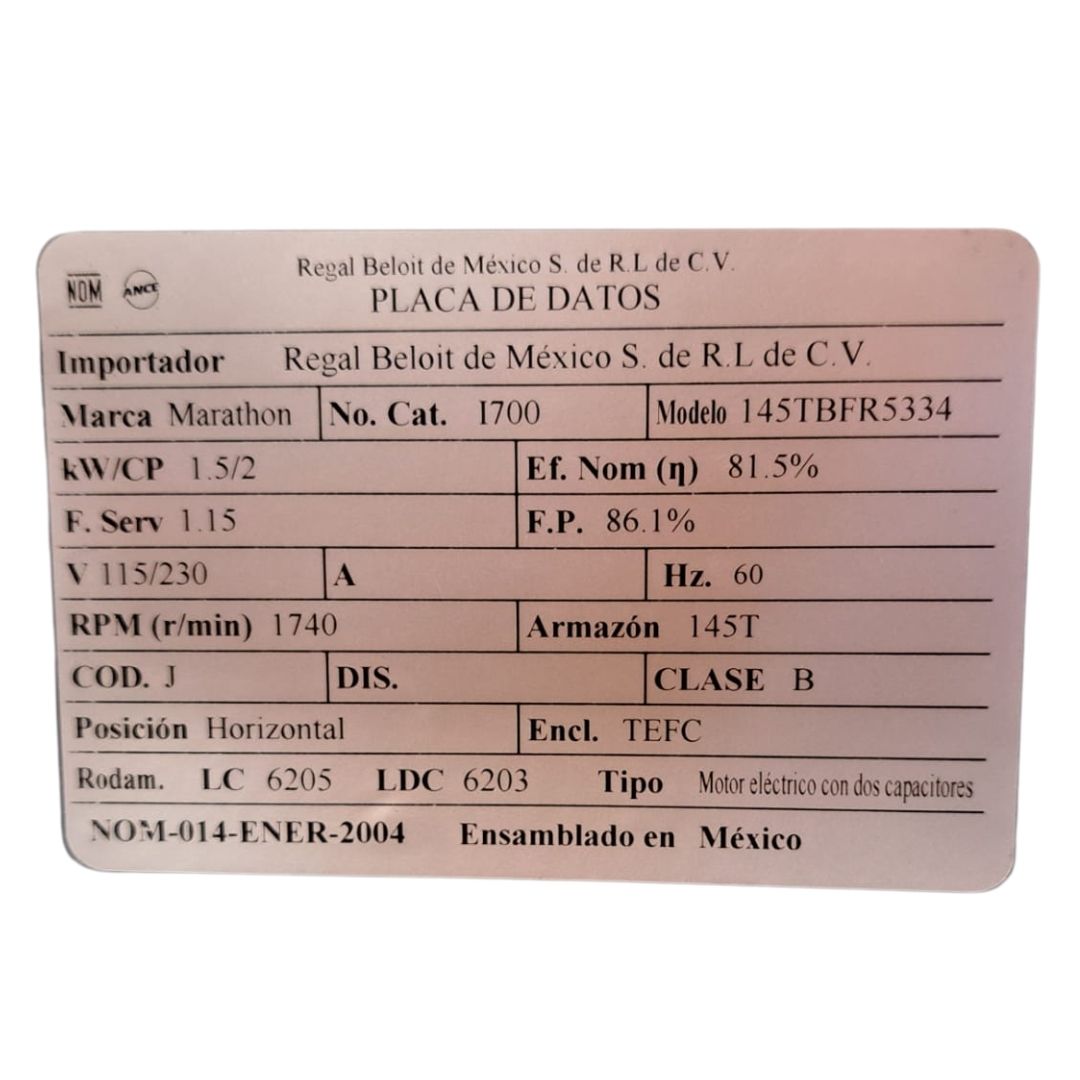 NOM ANCE
Regal Beloit de México S. de R.L de C.V.
PLACA DE DATOS
Importador Regal Beloit de México S. de R.L de C.V.
Marca Marathon No. Cat. I700 Modelo 145TBFR5334
kW/CP 1.5/2 Ef. Nom (η) 81.5%
F. Serv 1.15 F.P. 86.1%
V 115/230 A Hz. 60
RPM (r/min) 1740 Armazón 145T
COD. J DIS. CLASE B
Posición Horizontal Encl. TEFC
Rodam. LC 6205 LDC 6203 Tipo Motor eléctrico con dos capacitores
NOM-014-ENER-2004 Ensamblado en México